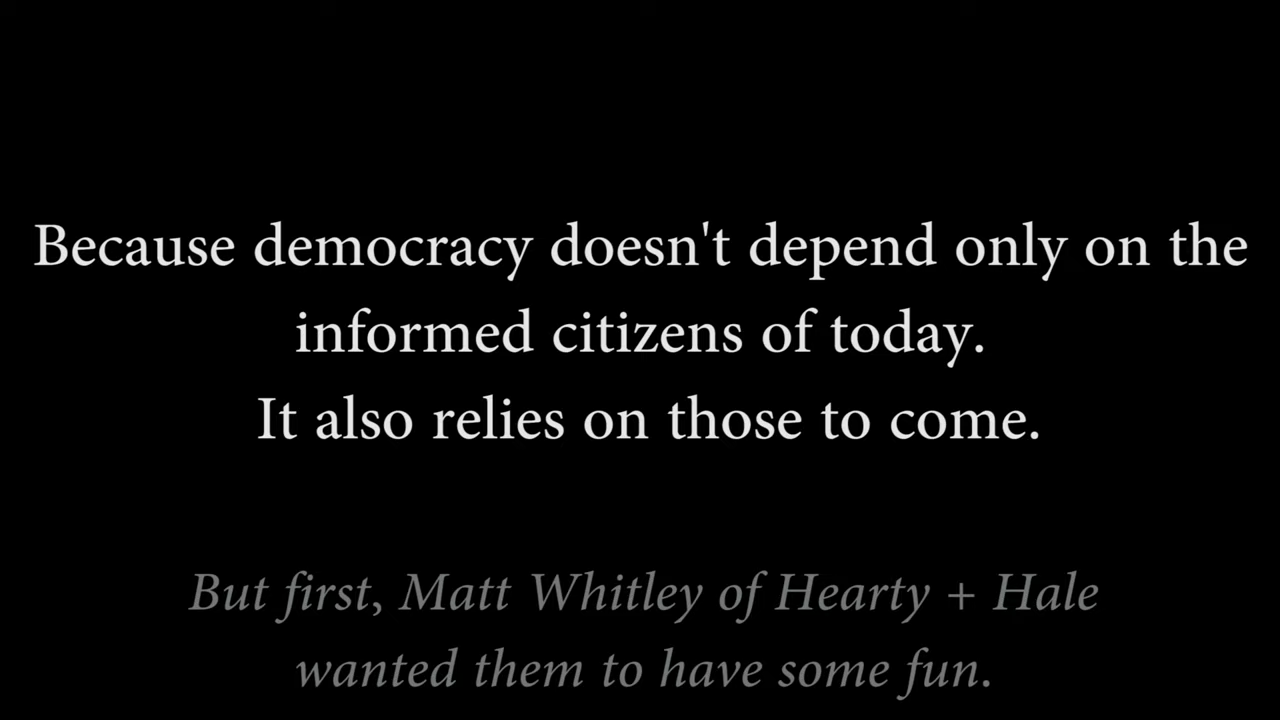 Because democracy doesn't depend only on the
informed citizens of today.
It also relies on those to come.
But first, Matt Whitley of Hearty + Hale
wanted them to have some fun.